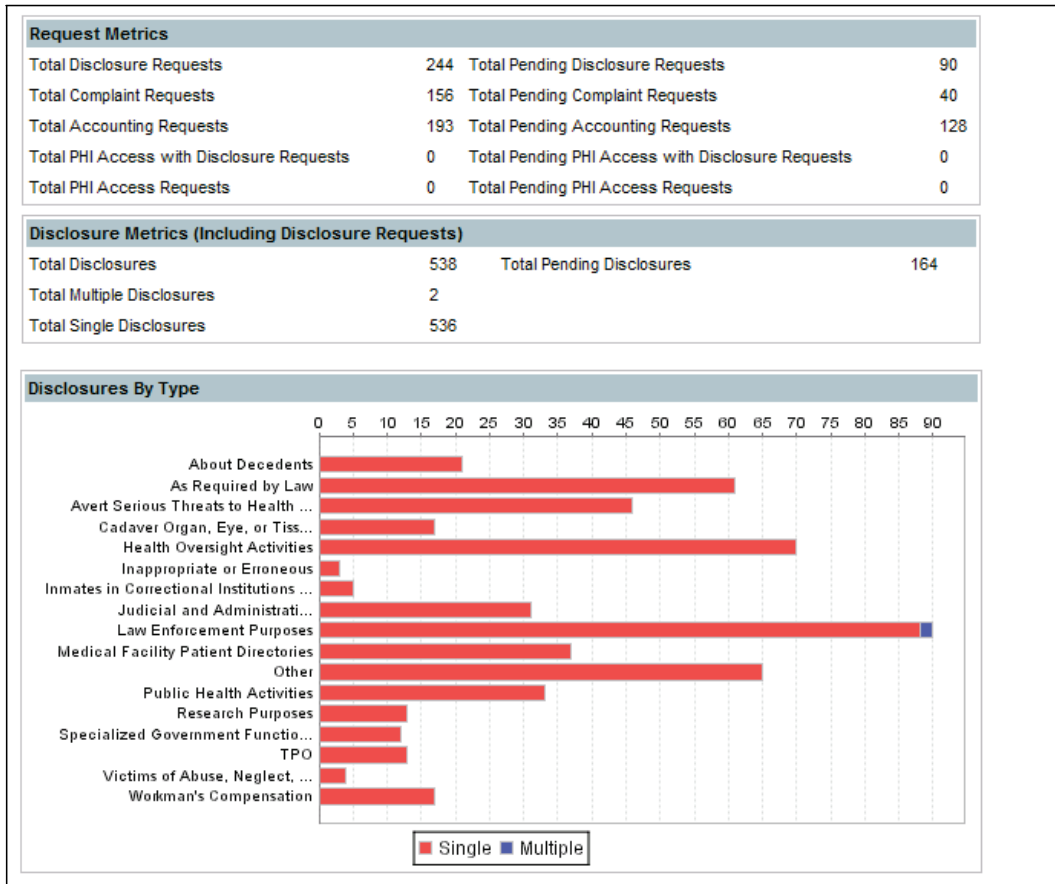 Request Metrics
Total Disclosure Requests 244 Total Pending Disclosure Requests 90
Total Complaint Requests 156 Total Pending Complaint Requests 40
Total Accounting Requests 193 Total Pending Accounting Requests 128
Total PHI Access with Disclosure Requests 0 Total Pending PHI Access with Disclosure Requests 0
Total PHI Access Requests 0 Total Pending PHI Access Requests 0
Disclosure Metrics (Including Disclosure Requests)
Total Disclosures 538 Total Pending Disclosures 164
Total Multiple Disclosures 2
Total Single Disclosures 536
Disclosures By Type
0 5 10 15 20 25 30 35 40 45 50 55 60 65 70 75 80 85 90
About Decedents
As Required by Law
Avert Serious Threats to Health ...
Cadaver Organ, Eye, or Tiss...
Health Oversight Activities
Inappropriate or Erroneous
Inmates in Correctional Institutions ...
Judicial and Administrati...
Law Enforcement Purposes
Medical Facility Patient Directories
Other
Public Health Activities
Research Purposes
Specialized Government Functio...
TPO
Victims of Abuse, Neglect, ...
Workman's Compensation
Single Multiple